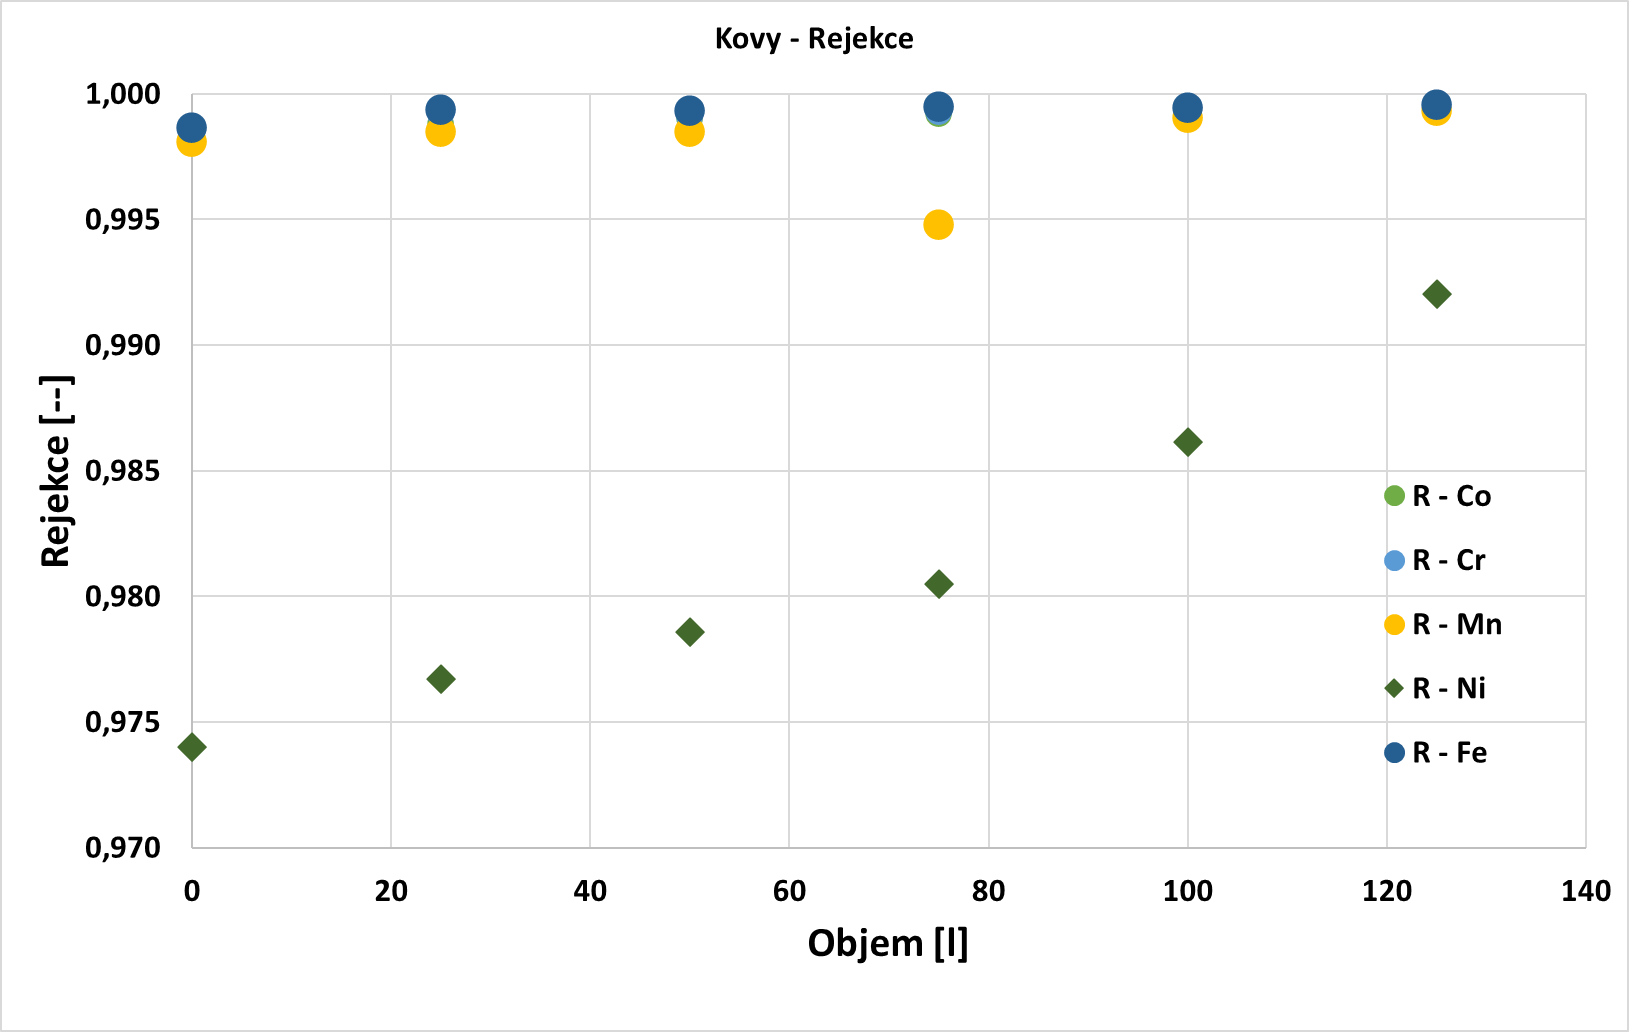 Kovy - Rejekce
1,000
0,995
0,990
0,985
0,980
0,975
0,970
Rejekce [--]
0 20 40 60 80 100 120 140
Objem [l]
R - Co
R - Cr
R - Mn
R - Ni
R - Fe